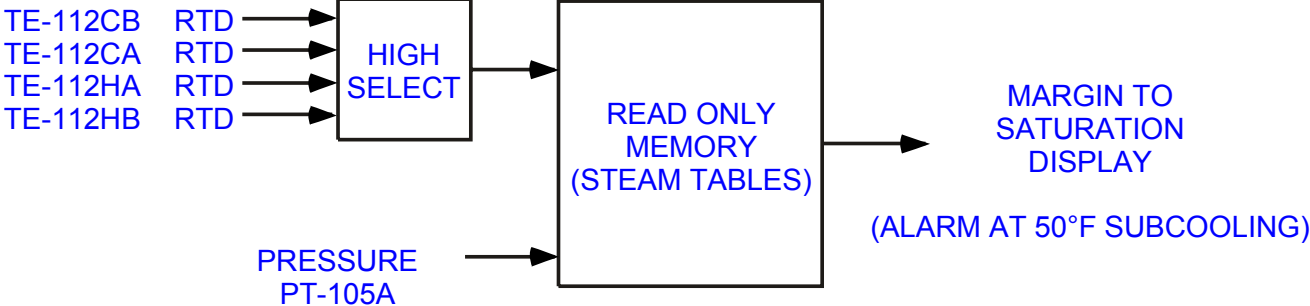 TE-112CB RTD
TE-112CA RTD
TE-112HA RTD
TE-112HB RTD
HIGH
SELECT
READ ONLY
MEMORY
(STEAM TABLES)
MARGIN TO
SATURATION
DISPLAY
(ALARM AT 50°F SUBCOOLING)
PRESSURE
PT-105A